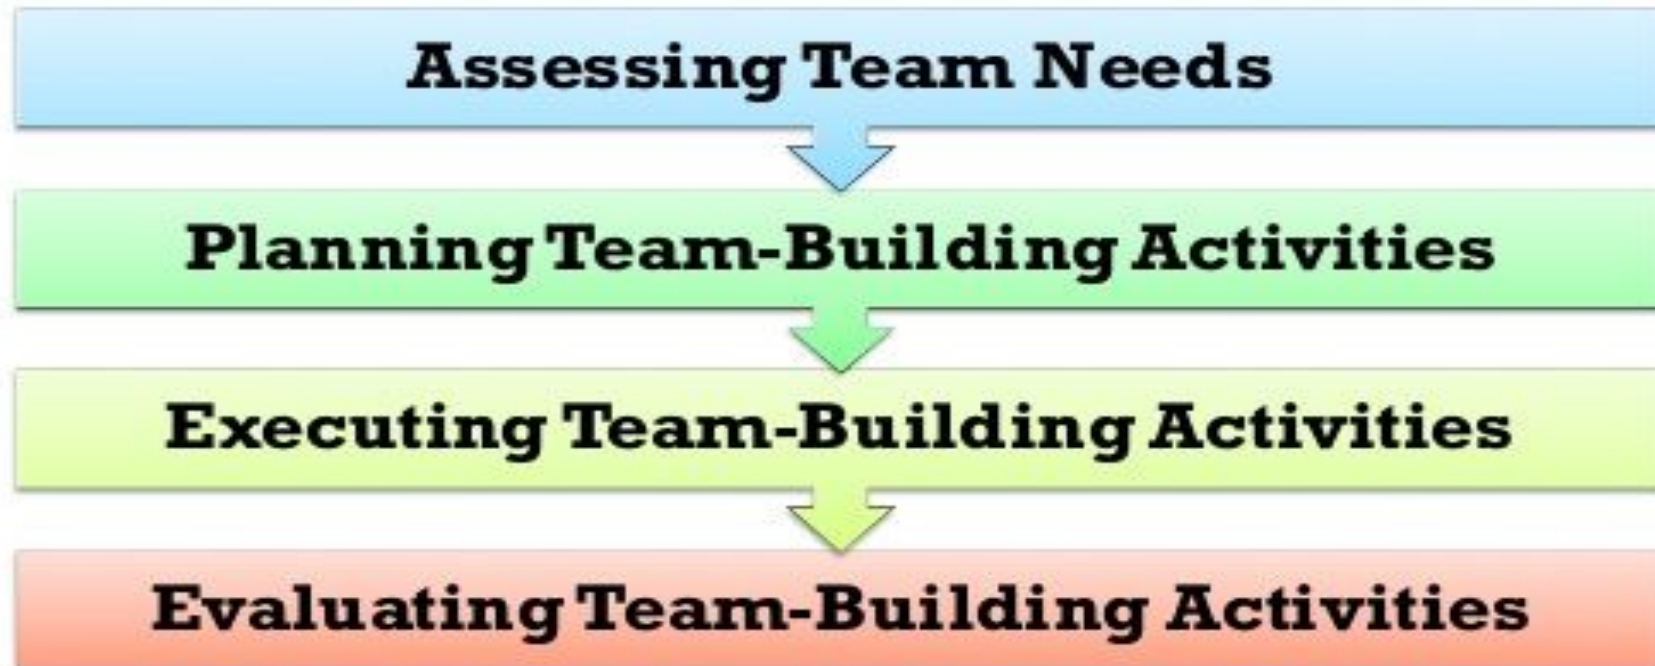 Assessing Team Needs
Planning Team-Building Activities
Executing Team-Building Activities
Evaluating Team-Building Activities